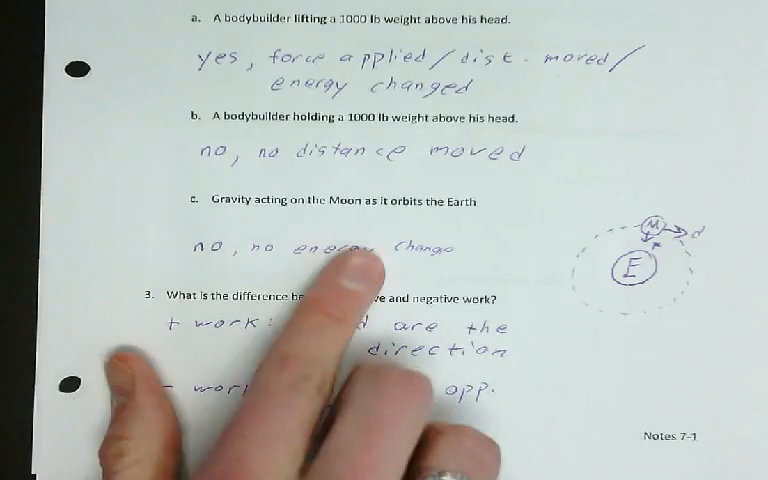 a. A bodybuilder lifting a 1000 lb weight above his head.
yes, force applied/dist. moved/
energy changed
b. A bodybuilder holding a 1000 lb weight above his head.
no, no distance moved
c. Gravity acting on the Moon as it orbits the Earth
no, no energy change
M d
F
E
3. What is the difference and negative work?
+ work: d are the
direction
- opp.
Notes 7-1